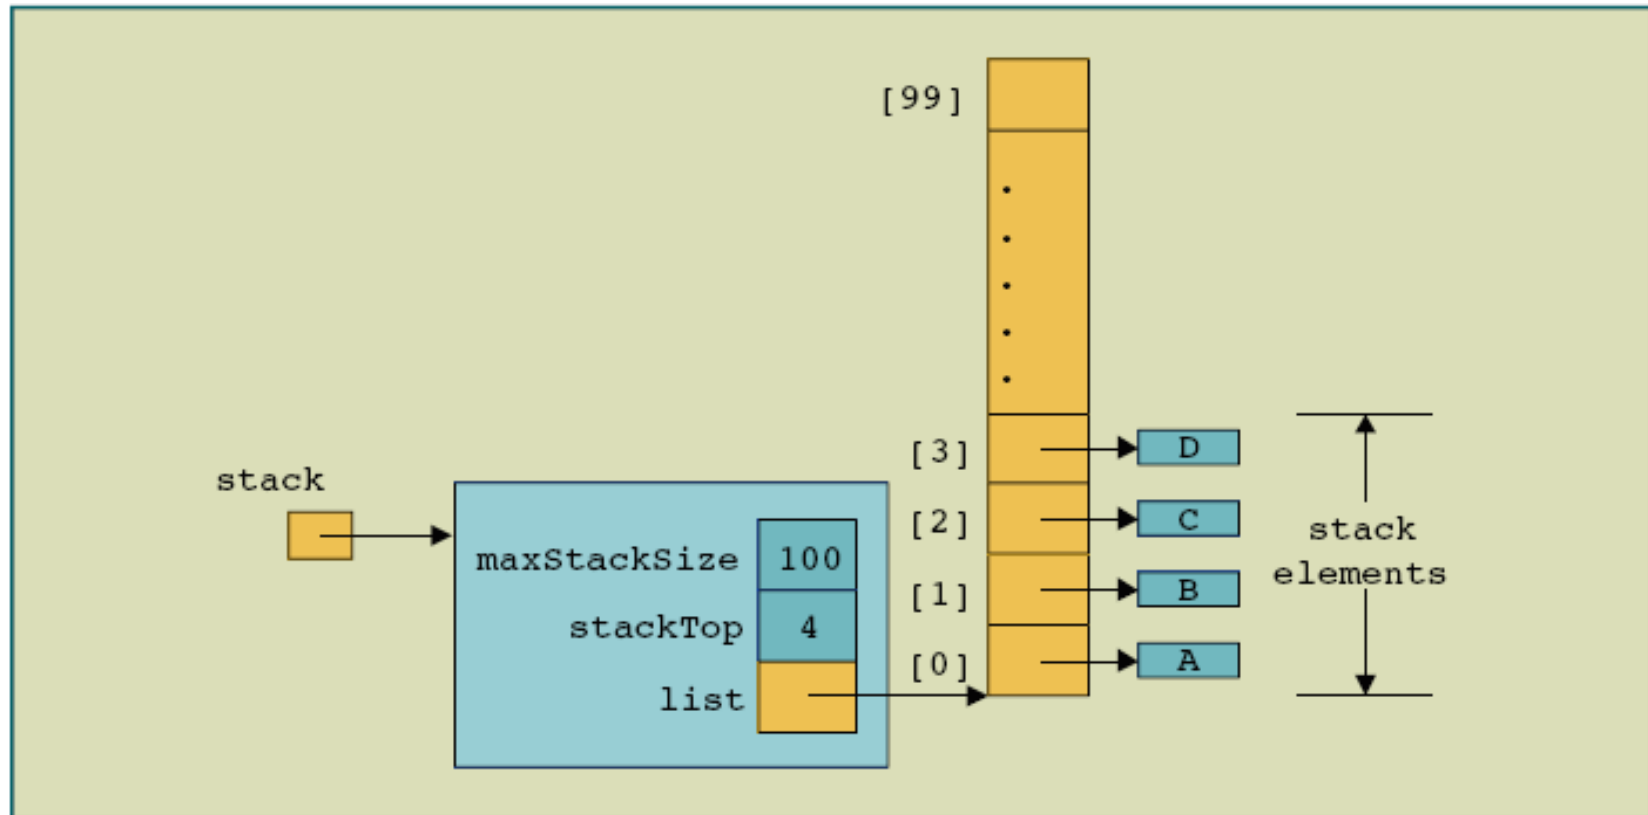 [99]
[3] D
stack
[2] C
stack
maxStackSize 100
elements
[1] B
stackTop 4
[0] A
list